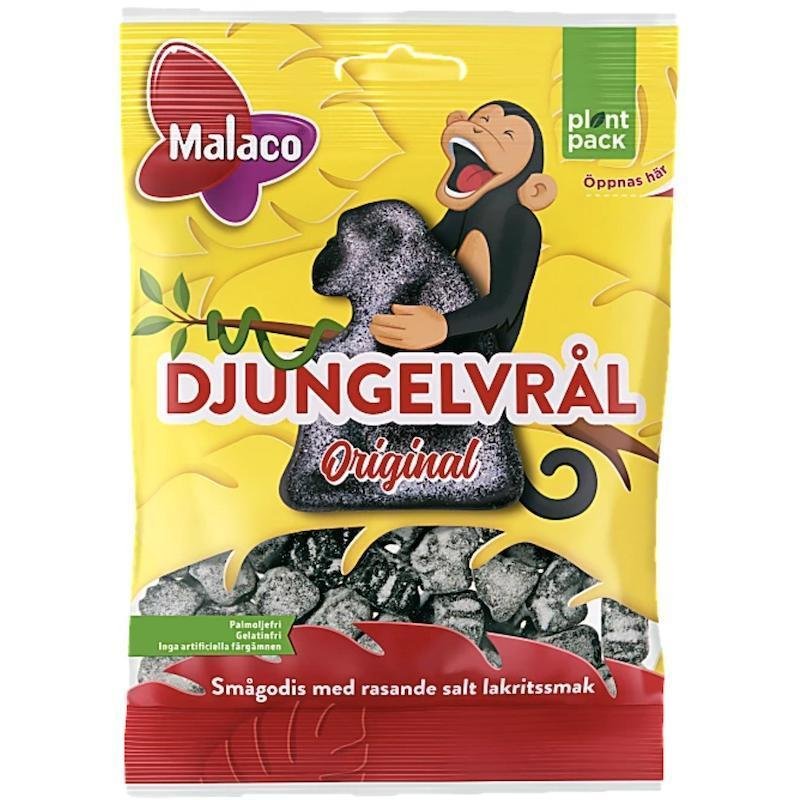 Malaco
plant
pack
Öppnas här
DJUNGELVRÅL
Original
Palmoljefri
Gelatinfri
Inga artificiella färgämnen
Smågodis med rasande salt lakritssmak